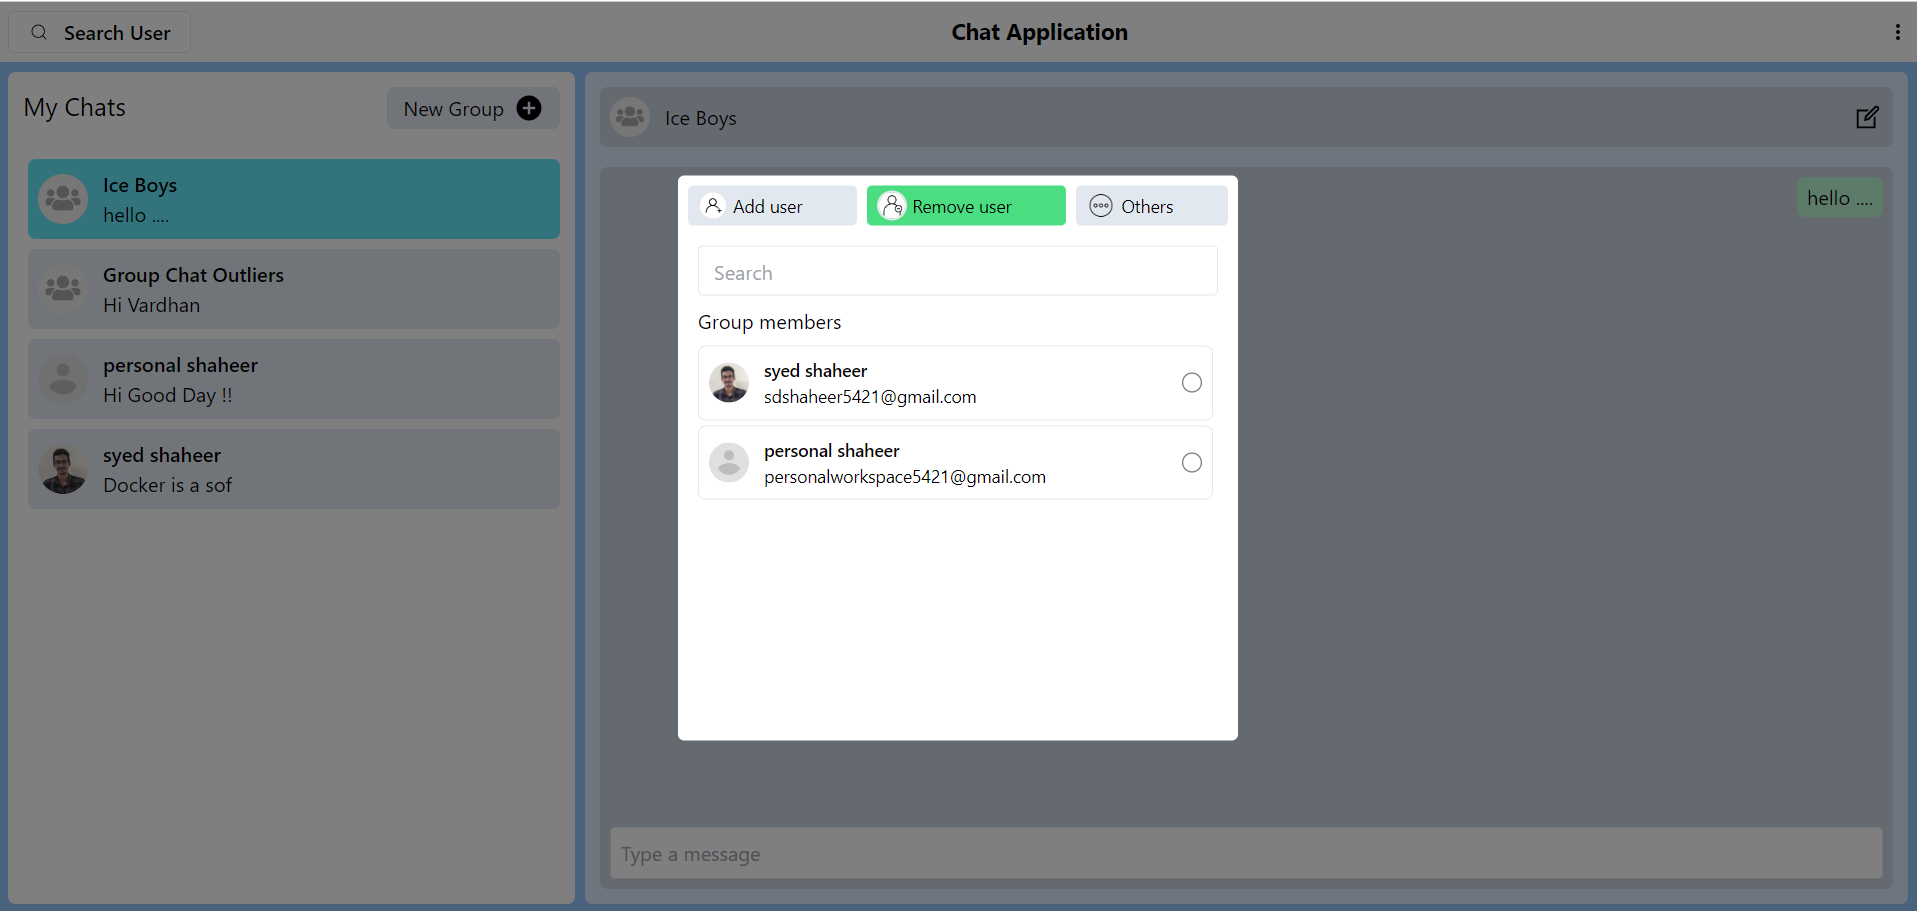 Search User
Chat Application
My Chats
New Group
Ice Boys
hello ....
Group Chat Outliers
Hi Vardhan
personal shaheer
Hi Good Day !!
syed shaheer
Docker is a sof
Ice Boys
hello ....
Add user
Remove user
Others
Search
Group members
syed shaheer
sdshaheer5421@gmail.com
personal shaheer
personalworkspace5421@gmail.com
Type a message